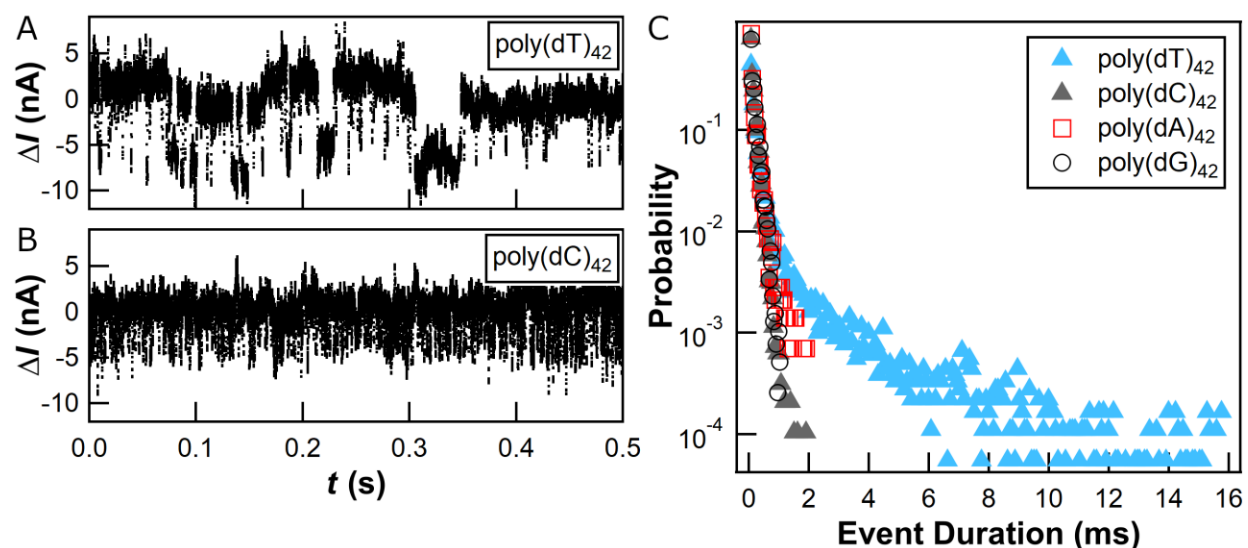 A
ΔI (nA)
5
0
-5
-10
poly(dT)42
B
ΔI (nA)
5
0
-5
-10
poly(dC)42
0.0 0.1 0.2 0.3 0.4 0.5
t (s)
C
Probability
10-1
10-2
10-3
10-4
poly(dT)42
poly(dC)42
poly(dA)42
poly(dG)42
0 2 4 6 8 10 12 14 16
Event Duration (ms)